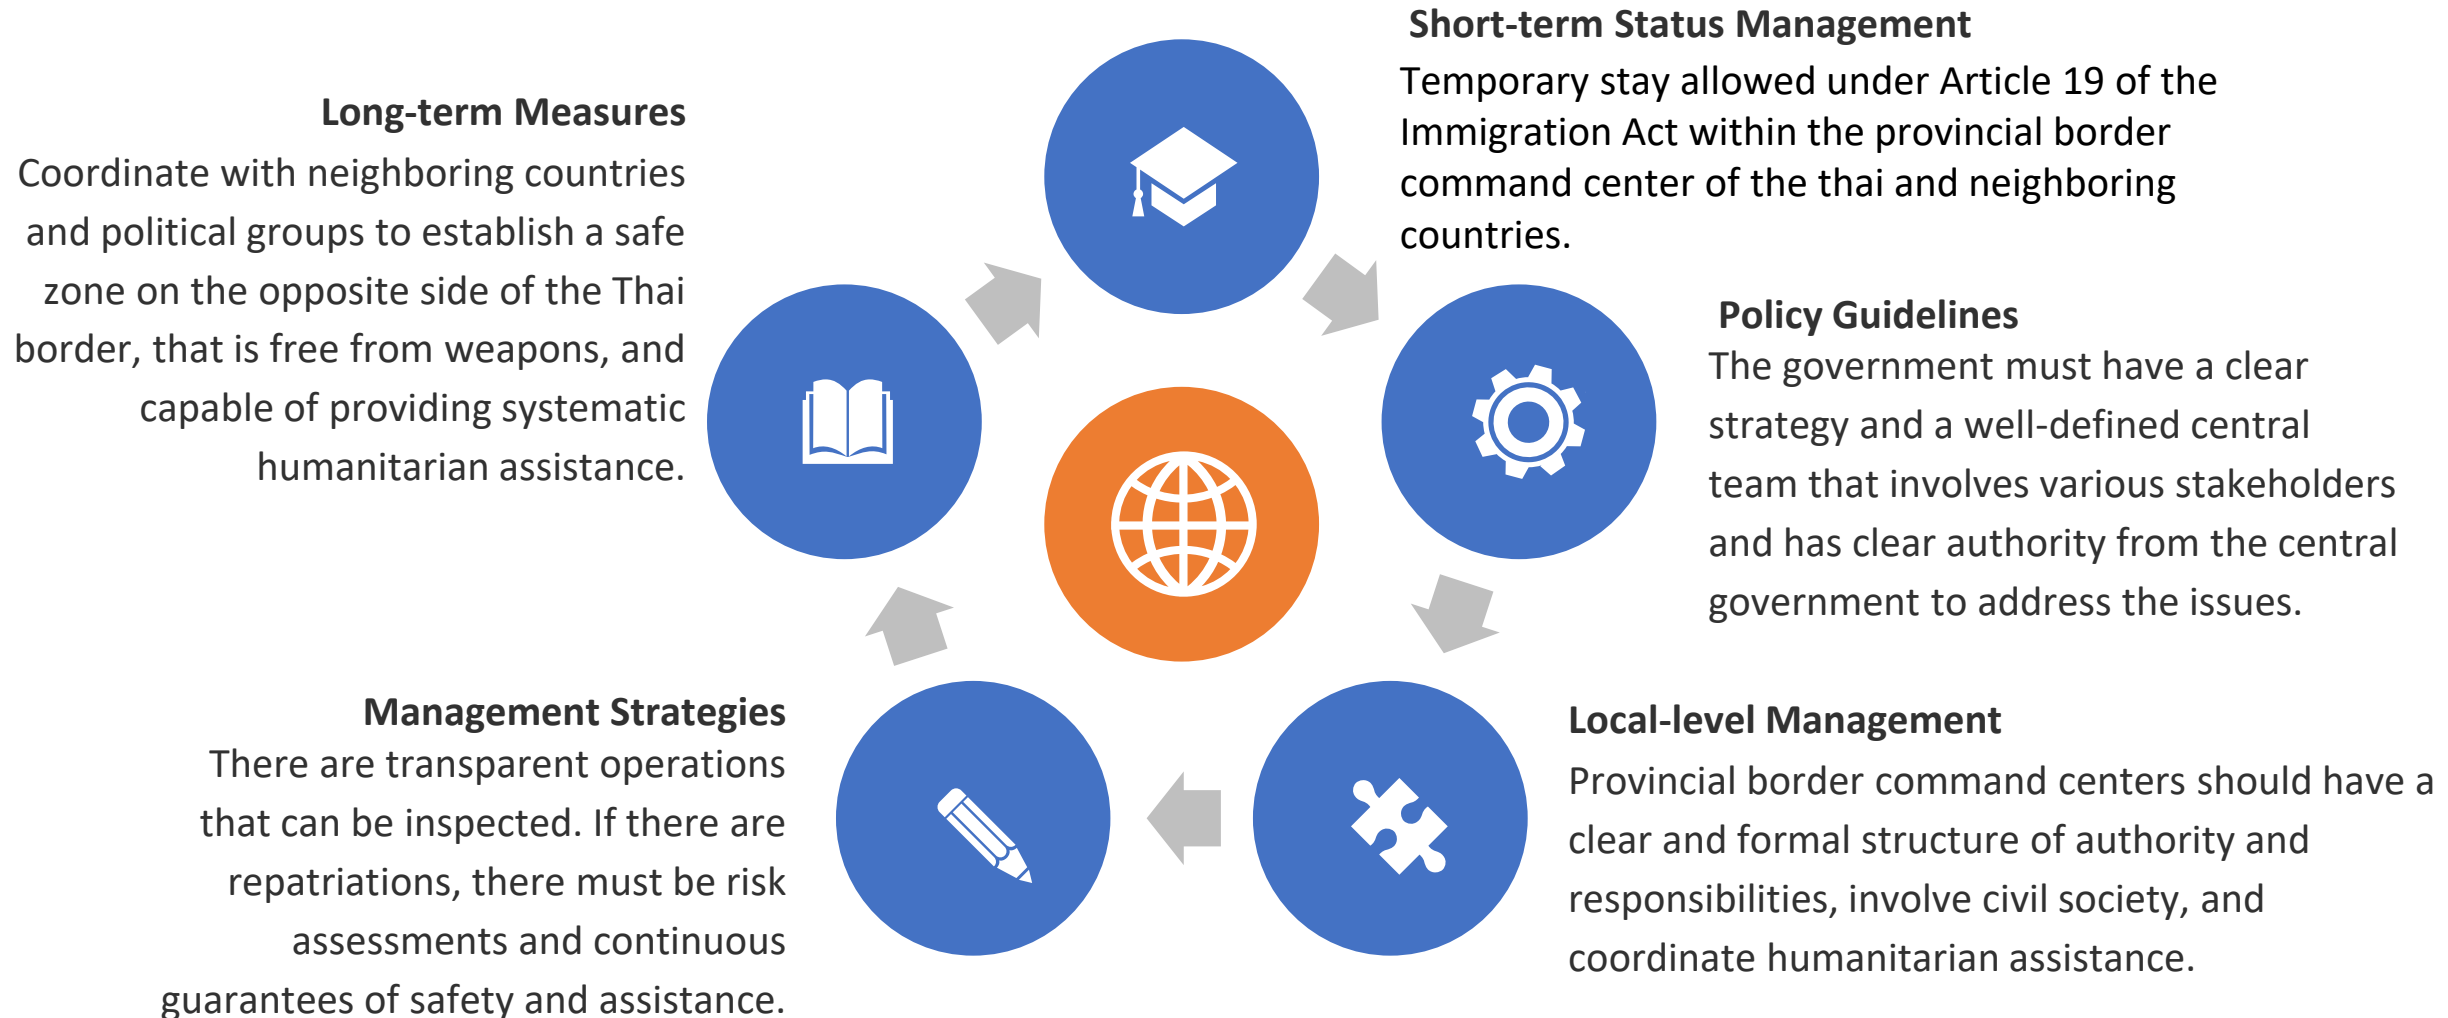 Short-term Status Management
Temporary stay allowed under Article 19 of the
Immigration Act within the provincial border
command center of the thai and neighboring
countries.
Policy Guidelines
The government must have a clear
strategy and a well-defined central
team that involves various stakeholders
and has clear authority from the central
government to address the issues.
Local-level Management
Provincial border command centers should have a
clear and formal structure of authority and
responsibilities, involve civil society, and
coordinate humanitarian assistance.
Management Strategies
There are transparent operations
that can be inspected. If there are
repatriations, there must be risk
assessments and continuous
guarantees of safety and assistance.
Long-term Measures
Coordinate with neighboring countries
and political groups to establish a safe
zone on the opposite side of the Thai
border, that is free from weapons, and
capable of providing systematic
humanitarian assistance.